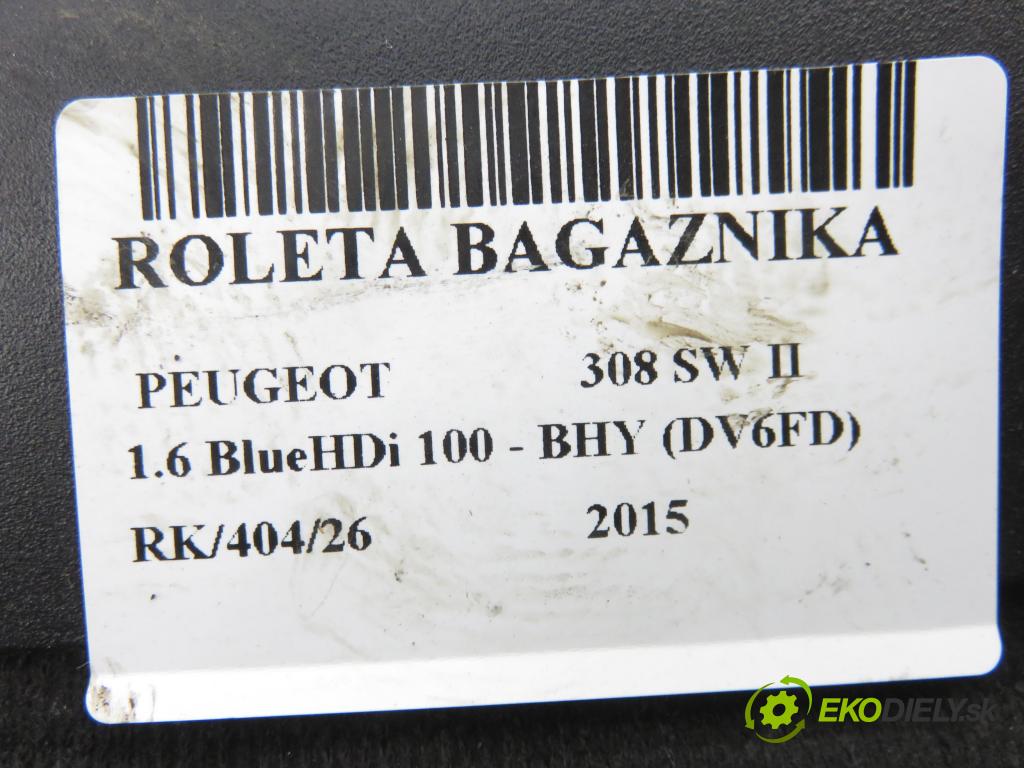 ROLETA BAGAZNIKA
PEUGEOT 308 SW II
1.6 BlueHDi 100 - BHY (DV6FD)
RK/404/26 2015
EKODIELY.sk